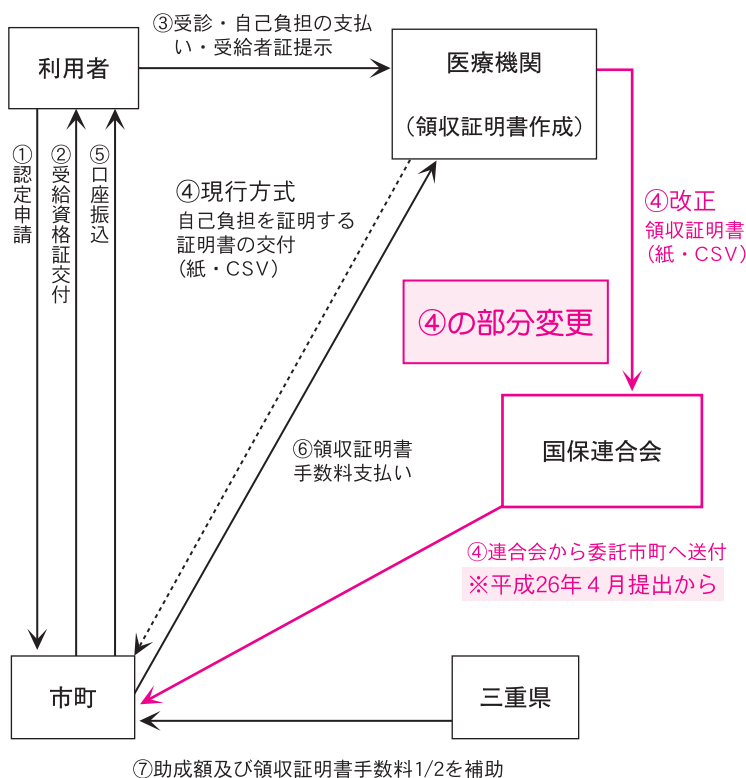 ③受診・自己負担の支払
い・受給者証提示
利用者
医療機関
（領収証明書作成）
①認定申請
②受給資格証交付
⑤口座振込
④現行方式
自己負担を証明する
証明書の交付
（紙・CSV）
④改正
領収証明書
（紙・CSV）
④の部分変更
⑥領収証明書
手数料支払い
国保連合会
④連合会から委託市町へ送付
※平成26年４月提出から
市町
三重県
⑦助成額及び領収証明書手数料1/2を補助